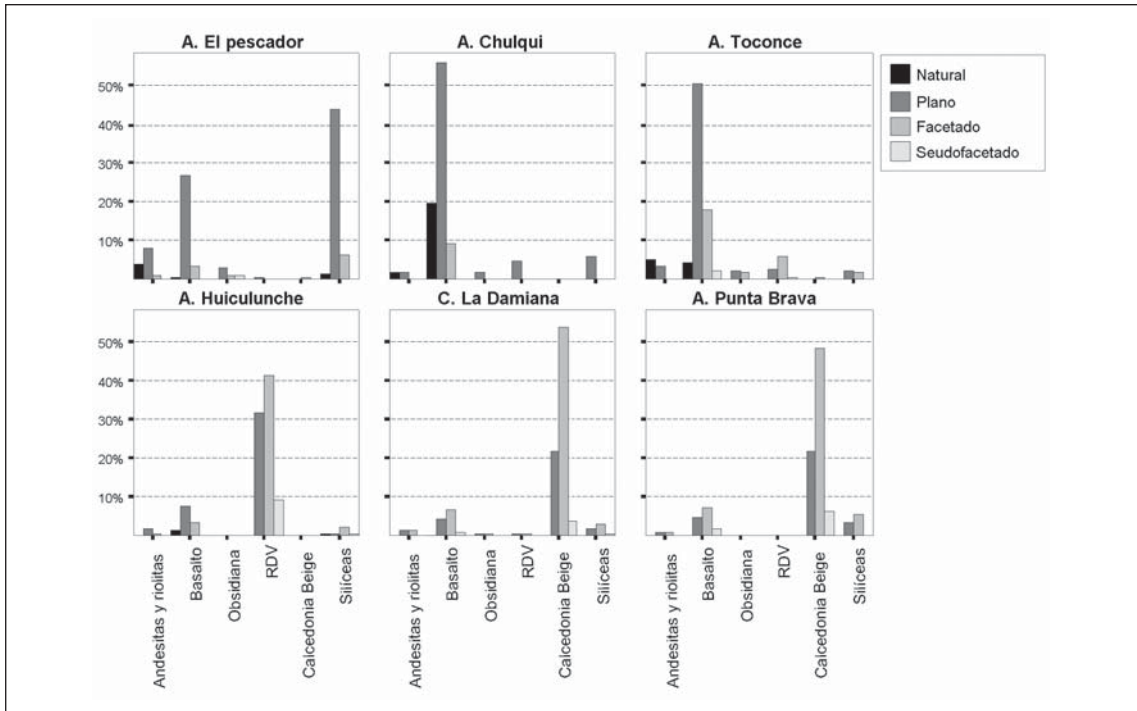 A. El pescador
A. Chulqui
A. Toconce
Natural
Plano
Facetado
Seudofacetado
50%
40%
30%
20%
10%
A. Huiculunche
C. La Damiana
A. Punta Brava
50%
40%
30%
20%
10%
Andesitas y riolitas
Basalto
Obsidiana
RDV
Calcedonia Beige
Silíceas
Andesitas y riolitas
Basalto
Obsidiana
RDV
Calcedonia Beige
Silíceas
Andesitas y riolitas
Basalto
Obsidiana
RDV
Calcedonia Beige
Silíceas